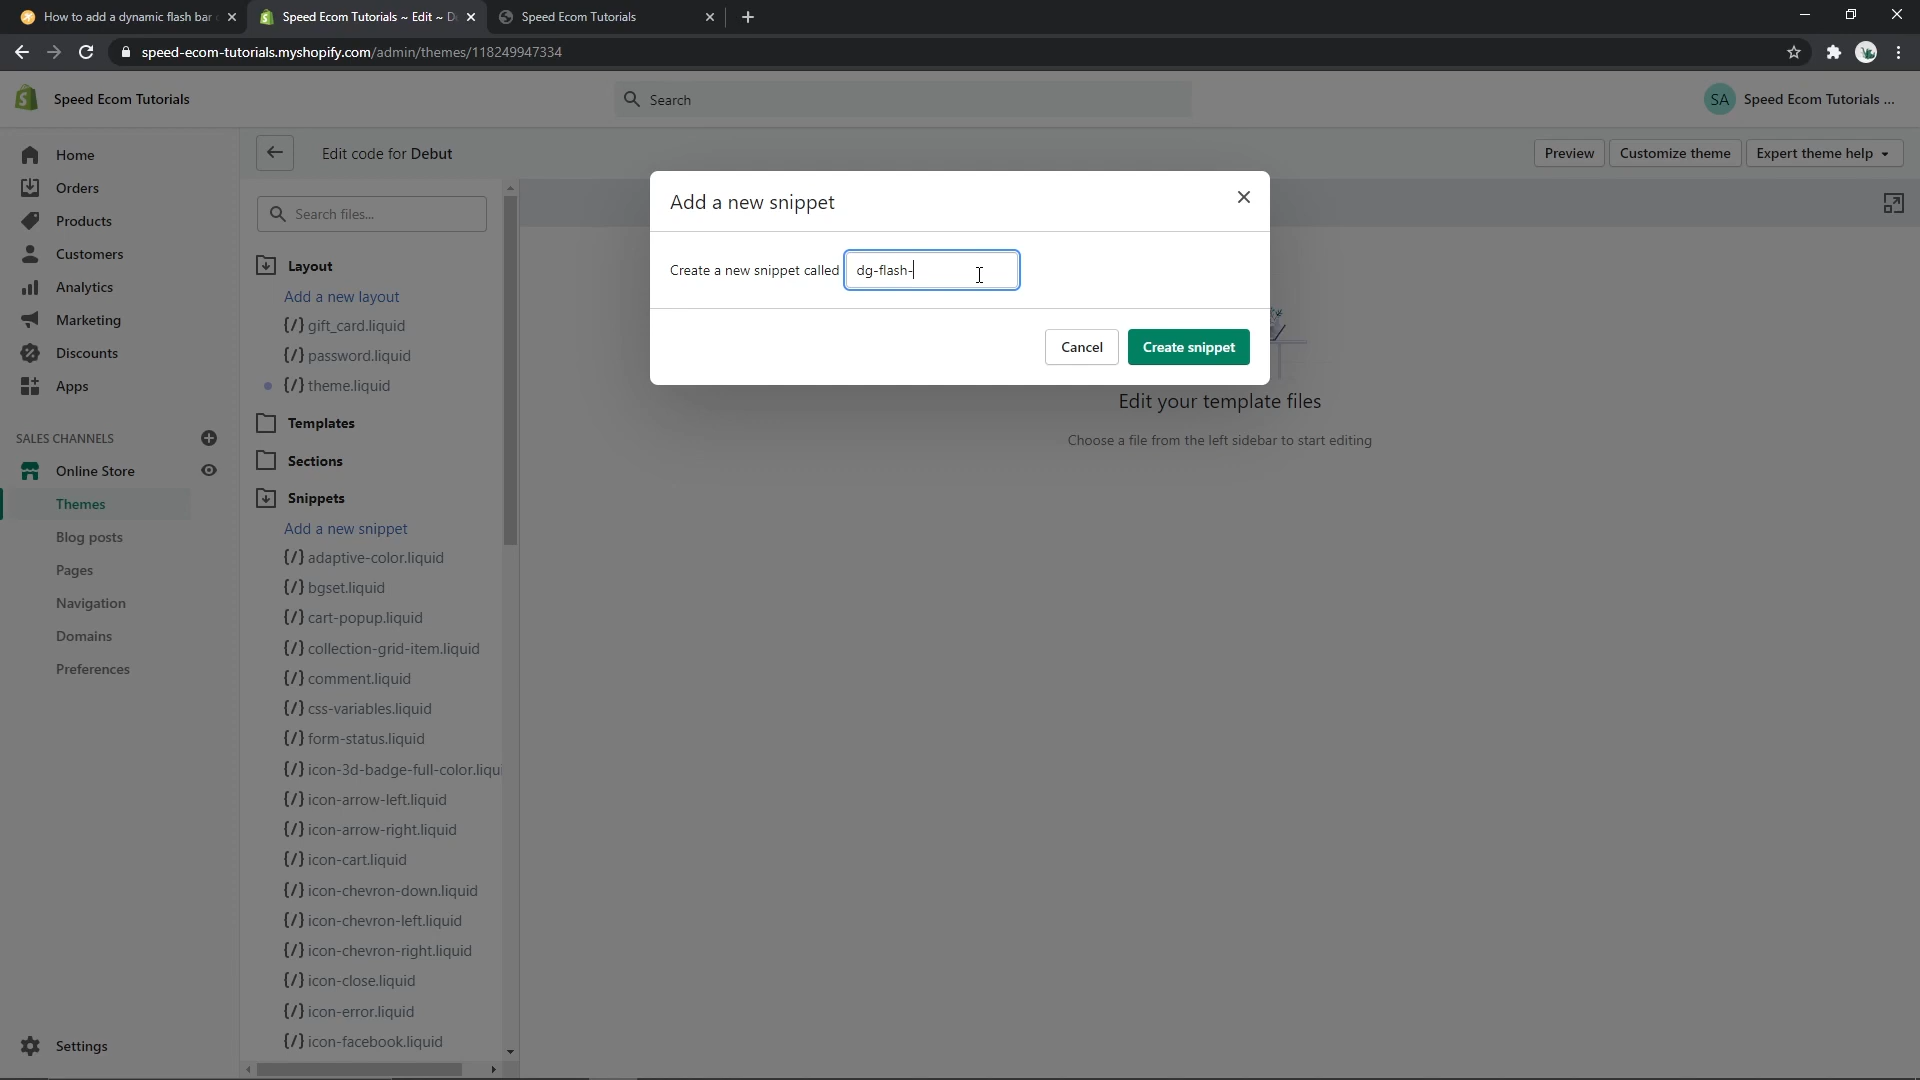 How to add a dynamic flash bar
Speed Ecom Tutorials ~ Edit ~ D
Speed Ecom Tutorials
speed-ecom-tutorials.myshopify.com/admin/themes/118249947334
Speed Ecom Tutorials
Search
SA
Speed Ecom Tutorials ...
Home
Orders
Products
Customers
Analytics
Marketing
Discounts
Apps
SALES CHANNELS
Online Store
Themes
Blog posts
Pages
Navigation
Domains
Preferences
Settings
Edit code for Debut
Preview
Customize theme
Expert theme help
Search files...
Layout
Add a new layout
{/} gift_card.liquid
{/} password.liquid
{/} theme.liquid
Templates
Sections
Snippets
Add a new snippet
{/} adaptive-color.liquid
{/} bgset.liquid
{/} cart-popup.liquid
{/} collection-grid-item.liquid
{/} comment.liquid
{/} css-variables.liquid
{/} form-status.liquid
{/} icon-3d-badge-full-color.liqui
{/} icon-arrow-left.liquid
{/} icon-arrow-right.liquid
{/} icon-cart.liquid
{/} icon-chevron-down.liquid
{/} icon-chevron-left.liquid
{/} icon-chevron-right.liquid
{/} icon-close.liquid
{/} icon-error.liquid
{/} icon-facebook.liquid
Add a new snippet
Create a new snippet called dg-flash-
Cancel
Create snippet
Edit your template files
Choose a file from the left sidebar to start editing